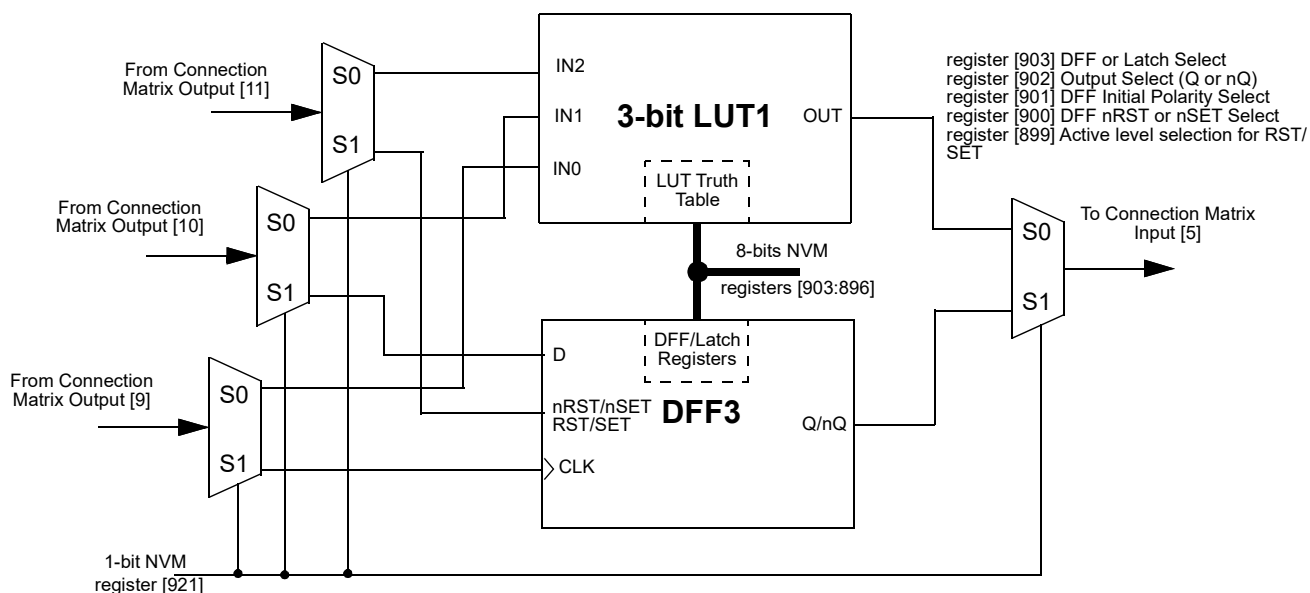 From Connection
Matrix Output [11]
S0
S1
IN2
IN1
IN0
3-bit LUT1
OUT
LUT Truth
Table
register [903] DFF or Latch Select
register [902] Output Select (Q or nQ)
register [901] DFF Initial Polarity Select
register [900] DFF nRST or nSET Select
register [899] Active level selection for RST/
SET
From Connection
Matrix Output [10]
S0
S1
8-bits NVM
registers [903:896]
S0
S1
To Connection Matrix
Input [5]
From Connection
Matrix Output [9]
S0
S1
DFF/Latch
Registers
D
nRST/nSET
RST/SET
CLK
DFF3
Q/nQ
1-bit NVM
register [921]